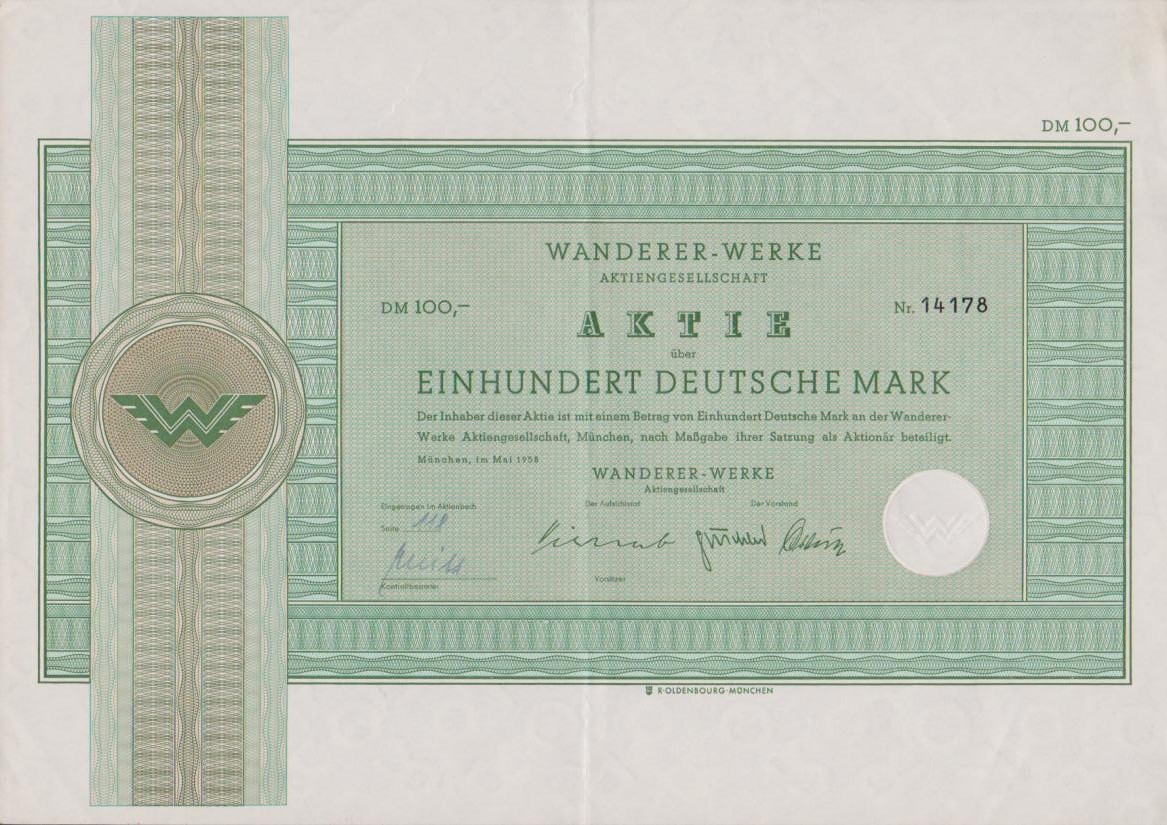 DM 100,—
WANDERER-WERKE
AKTIENGESELLSCHAFT
DM 100,—
Nr. 14178
AKTIE
über
EINHUNDERT DEUTSCHE MARK
Der Inhaber dieser Aktie ist mit einem Betrag von Einhundert Deutsche Mark an der Wanderer-
Werke Aktiengesellschaft, München, nach Maßgabe ihrer Satzung als Aktionär beteiligt.
München, im Mai 1958
WANDERER-WERKE
Aktiengesellschaft
Eingetragen im Aktienbuch
Der Aufsichtsrat
Der Vorstand
Seite 118
Vorsitzer
Kontrollbeamter
R·OLDENBOURG·MÜNCHEN